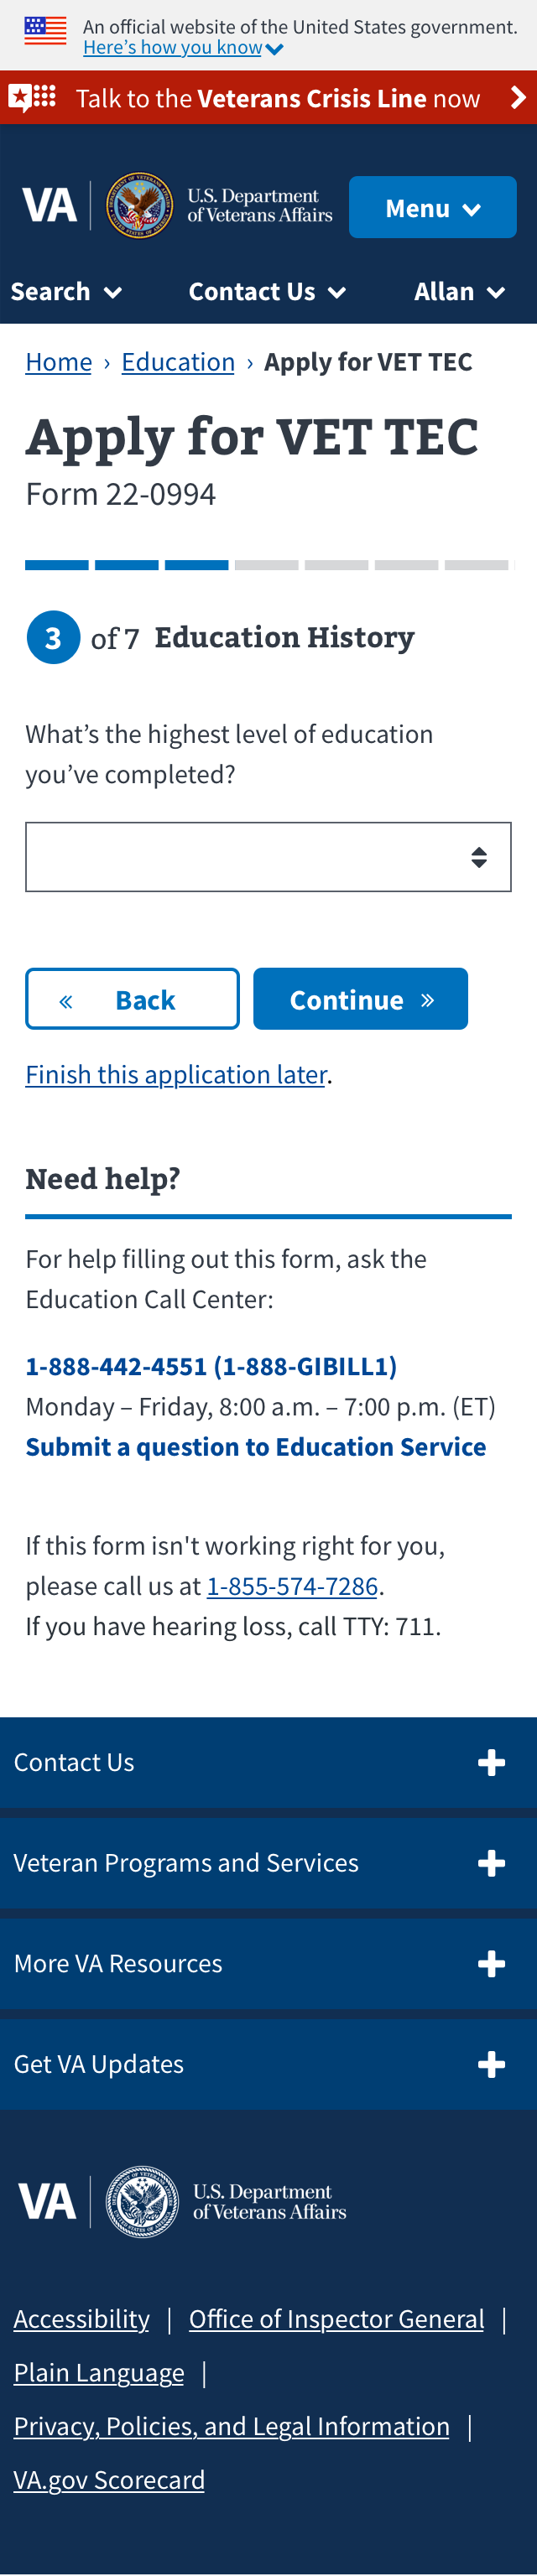 An official website of the United States government.
Here’s how you know
Talk to the Veterans Crisis Line now
VA U.S. Department
of Veterans Affairs
Menu
Search Contact Us Allan
Home › Education › Apply for VET TEC
Apply for VET TEC
Form 22-0994
3 of 7 Education History
What’s the highest level of education
you’ve completed?
« Back Continue »
Finish this application later.
Need help?
For help filling out this form, ask the
Education Call Center:
1-888-442-4551 (1-888-GIBILL1)
Monday – Friday, 8:00 a.m. – 7:00 p.m. (ET)
Submit a question to Education Service
If this form isn't working right for you,
please call us at 1-855-574-7286.
If you have hearing loss, call TTY: 711.
Contact Us
Veteran Programs and Services
More VA Resources
Get VA Updates
VA U.S. Department
of Veterans Affairs
Accessibility | Office of Inspector General |
Plain Language |
Privacy, Policies, and Legal Information |
VA.gov Scorecard